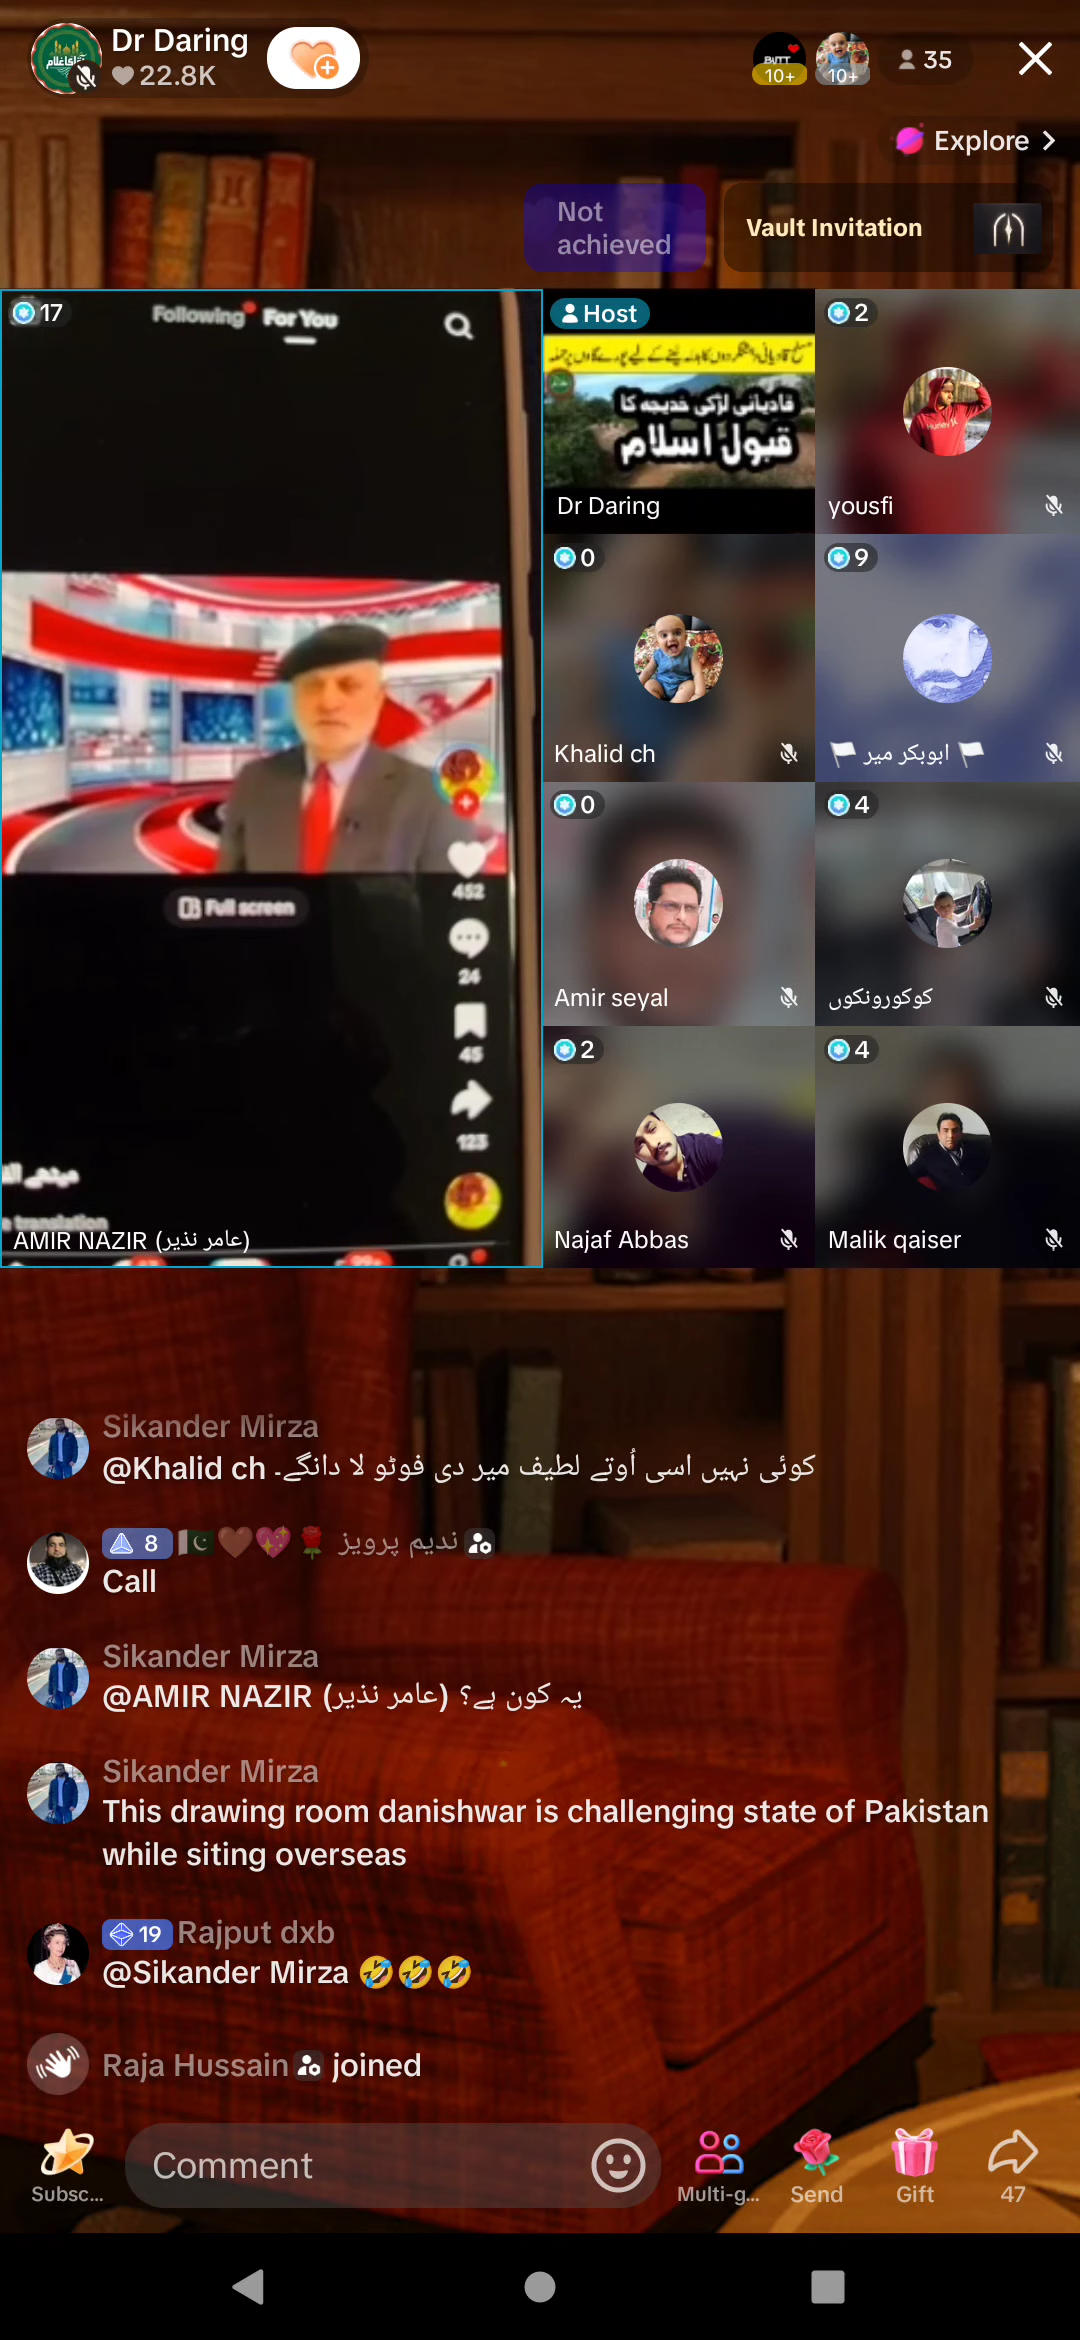 Dr Daring
22.8K
BUTT
10+
10+
35
Explore
Not
achieved
Vault Invitation
17
Following
For You
Full screen
452
24
45
123
translation
AMIR NAZIR (عامر نذیر)
Host
قادیانی لڑکی خدیجہ کا
قبول اسلام
Dr Daring
2
yousfi
0
Khalid ch
9
🏳️ ابوبکر میر 🏳️
0
Amir seyal
4
کوکورونکوں
2
Najaf Abbas
4
Malik qaiser
Sikander Mirza
@Khalid ch کوئی نہیں اسی اُوتے لطیف میر دی فوٹو لا دانگے۔
8 🇵🇰🤎💖🌹 ندیم پرویز
Call
Sikander Mirza
@AMIR NAZIR (عامر نذیر) یہ کون ہے؟
Sikander Mirza
This drawing room danishwar is challenging state of Pakistan
while siting overseas
19 Rajput dxb
@Sikander Mirza 🤣🤣🤣
Raja Hussain joined
Subsc...
Comment
Multi-g...
Send
Gift
47